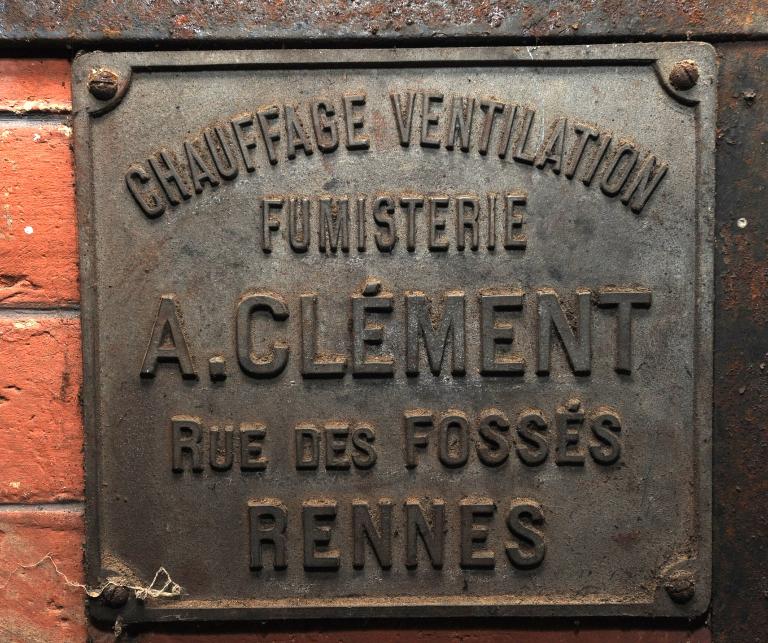 CHAUFFAGE VENTILATION
FUMISTERIE
A. CLÉMENT
RUE DES FOSSÉS
RENNES